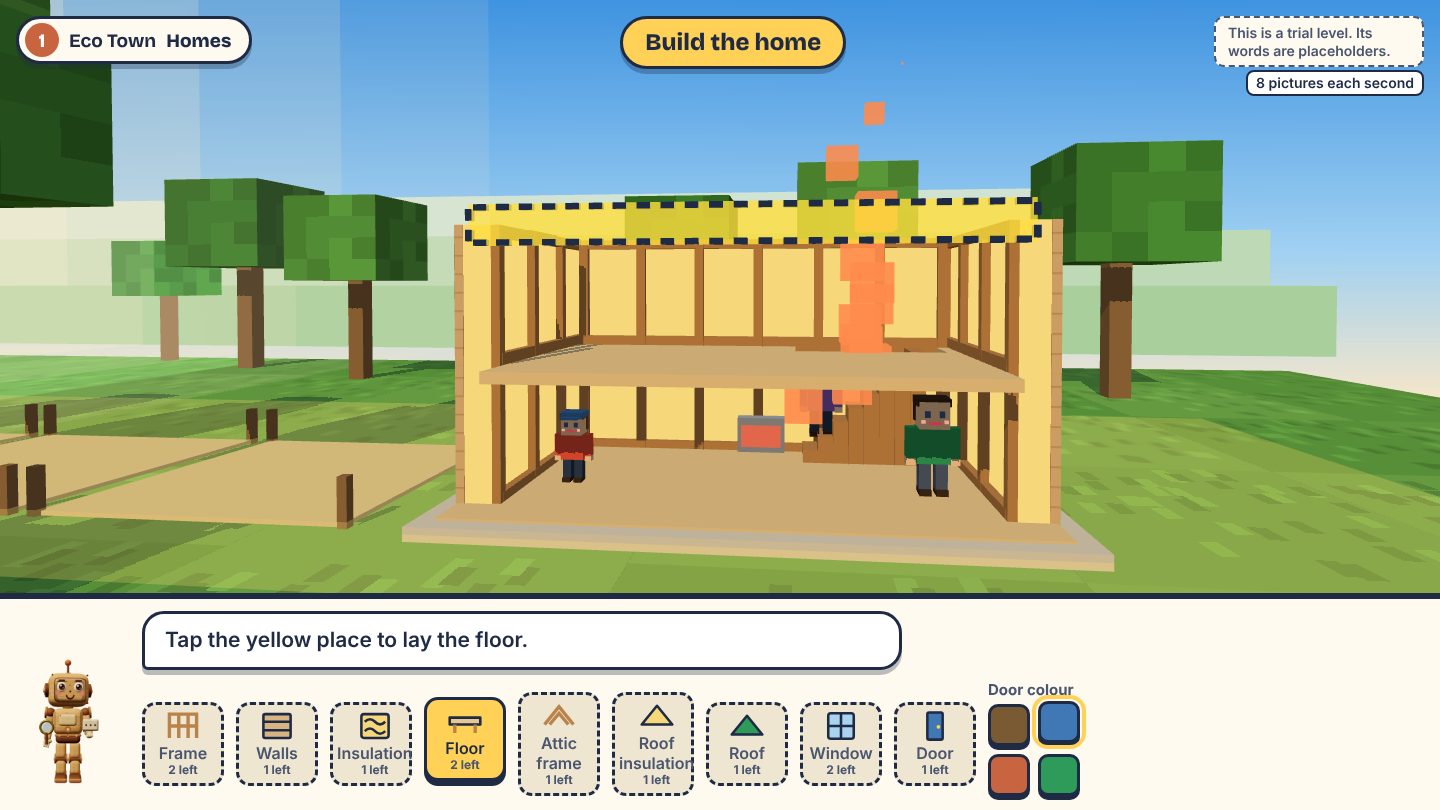 1 Eco Town Homes
Build the home
This is a trial level. Its
words are placeholders.
8 pictures each second
Tap the yellow place to lay the floor.
Door colour
Frame
2 left
Walls
1 left
Insulation
1 left
Floor
2 left
Attic
frame
1 left
Roof
insulation
1 left
Roof
1 left
Window
2 left
Door
1 left